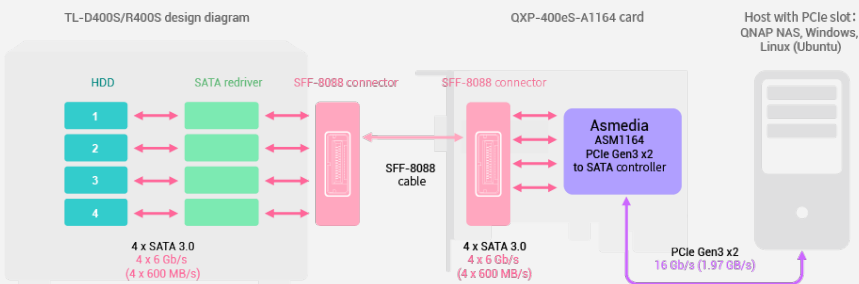 TL-D400S/R400S design diagram
QXP-400eS-A1164 card
Host with PCIe slot:
QNAP NAS, Windows,
Linux (Ubuntu)
HDD
SATA redriver
SFF-8088 connector
SFF-8088 connector
1
2
3
4
SFF-8088
cable
Asmedia
ASM1164
PCIe Gen3 x2
to SATA controller
4 x SATA 3.0
4 x 6 Gb/s
(4 x 600 MB/s)
4 x SATA 3.0
4 x 6 Gb/s
(4 x 600 MB/s)
PCIe Gen3 x2
16 Gb/s (1.97 GB/s)